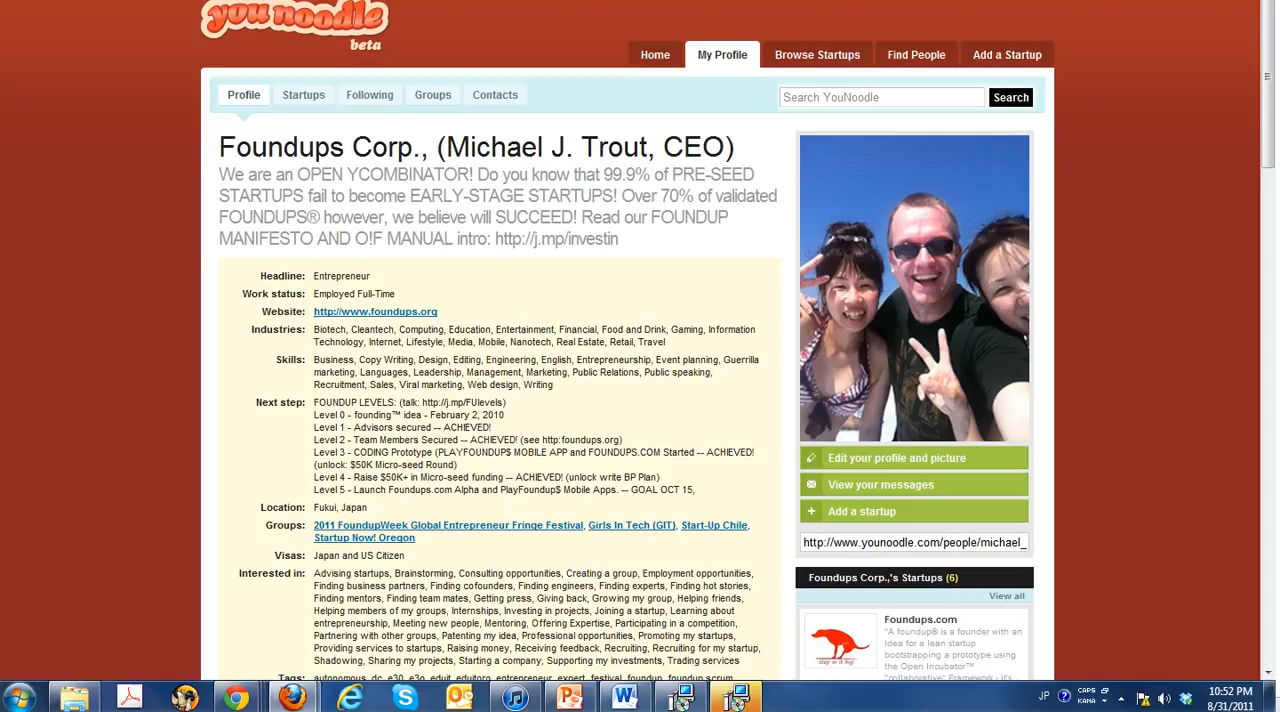 you noodle
beta
Home My Profile Browse Startups Find People Add a Startup
Profile Startups Following Groups Contacts
Search YouNoodle Search
Foundups Corp., (Michael J. Trout, CEO)
We are an OPEN YCOMBINATOR! Do you know that 99.9% of PRE-SEED
STARTUPS fail to become EARLY-STAGE STARTUPS! Over 70% of validated
FOUNDUPS® however, we believe will SUCCEED! Read our FOUNDUP
MANIFESTO AND O!F MANUAL intro: http://j.mp/investin
Headline: Entrepreneur
Work status: Employed Full-Time
Website: http://www.foundups.org
Industries: Biotech, Cleantech, Computing, Education, Entertainment, Financial, Food and Drink, Gaming, Information
Technology, Internet, Lifestyle, Media, Mobile, Nanotech, Real Estate, Retail, Travel
Skills: Business, Copy Writing, Design, Editing, Engineering, English, Entrepreneurship, Event planning, Guerrilla
marketing, Languages, Leadership, Management, Marketing, Public Relations, Public speaking,
Recruitment, Sales, Viral marketing, Web design, Writing
Next step: FOUNDUP LEVELS: (talk: http://j.mp/FUlevels)
Level 0 - founding™ idea - February 2, 2010
Level 1 - Advisors secured -- ACHIEVED!
Level 2 - Team Members Secured -- ACHIEVED! (see http:foundups.org)
Level 3 - CODING Prototype (PLAYFOUNDUP$ MOBILE APP and FOUNDUPS.COM Started -- ACHIEVED!
(unlock: $50K Micro-seed Round)
Level 4 - Raise $50K+ in Micro-seed funding -- ACHIEVED! (unlock write BP Plan)
Level 5 - Launch Foundups.com Alpha and PlayFoundup$ Mobile Apps. -- GOAL OCT 15,
Location: Fukui, Japan
Groups: 2011 FoundupWeek Global Entrepreneur Fringe Festival, Girls In Tech (GIT), Start-Up Chile,
Startup Now! Oregon
Visas: Japan and US Citizen
Interested in: Advising startups, Brainstorming, Consulting opportunities, Creating a group, Employment opportunities,
Finding business partners, Finding cofounders, Finding engineers, Finding experts, Finding hot stories,
Finding mentors, Finding team mates, Getting press, Giving back, Growing my group, Helping friends,
Helping members of my groups, Internships, Investing in projects, Joining a startup, Learning about
entrepreneurship, Meeting new people, Mentoring, Offering Expertise, Participating in a competition,
Partnering with other groups, Patenting my idea, Professional opportunities, Promoting my startups,
Providing services to startups, Raising money, Receiving feedback, Recruiting, Recruiting for my startup,
Shadowing, Sharing my projects, Starting a company, Supporting my investments, Trading services
Tags: autonomous, dc, e30, e3o, eduit, eduitpro, entrepreneur, expert, festival, foundup, foundup scrum,
Edit your profile and picture
View your messages
Add a startup
http://www.younoodle.com/people/michael_
Foundups Corp.,'s Startups (6)
View all
Foundups.com
"A foundup® is a founder with an
idea for a lean startup
bootstrapping a prototype using
the Open Incubator™
JP CAPS KANA 10:52 PM
8/31/2011